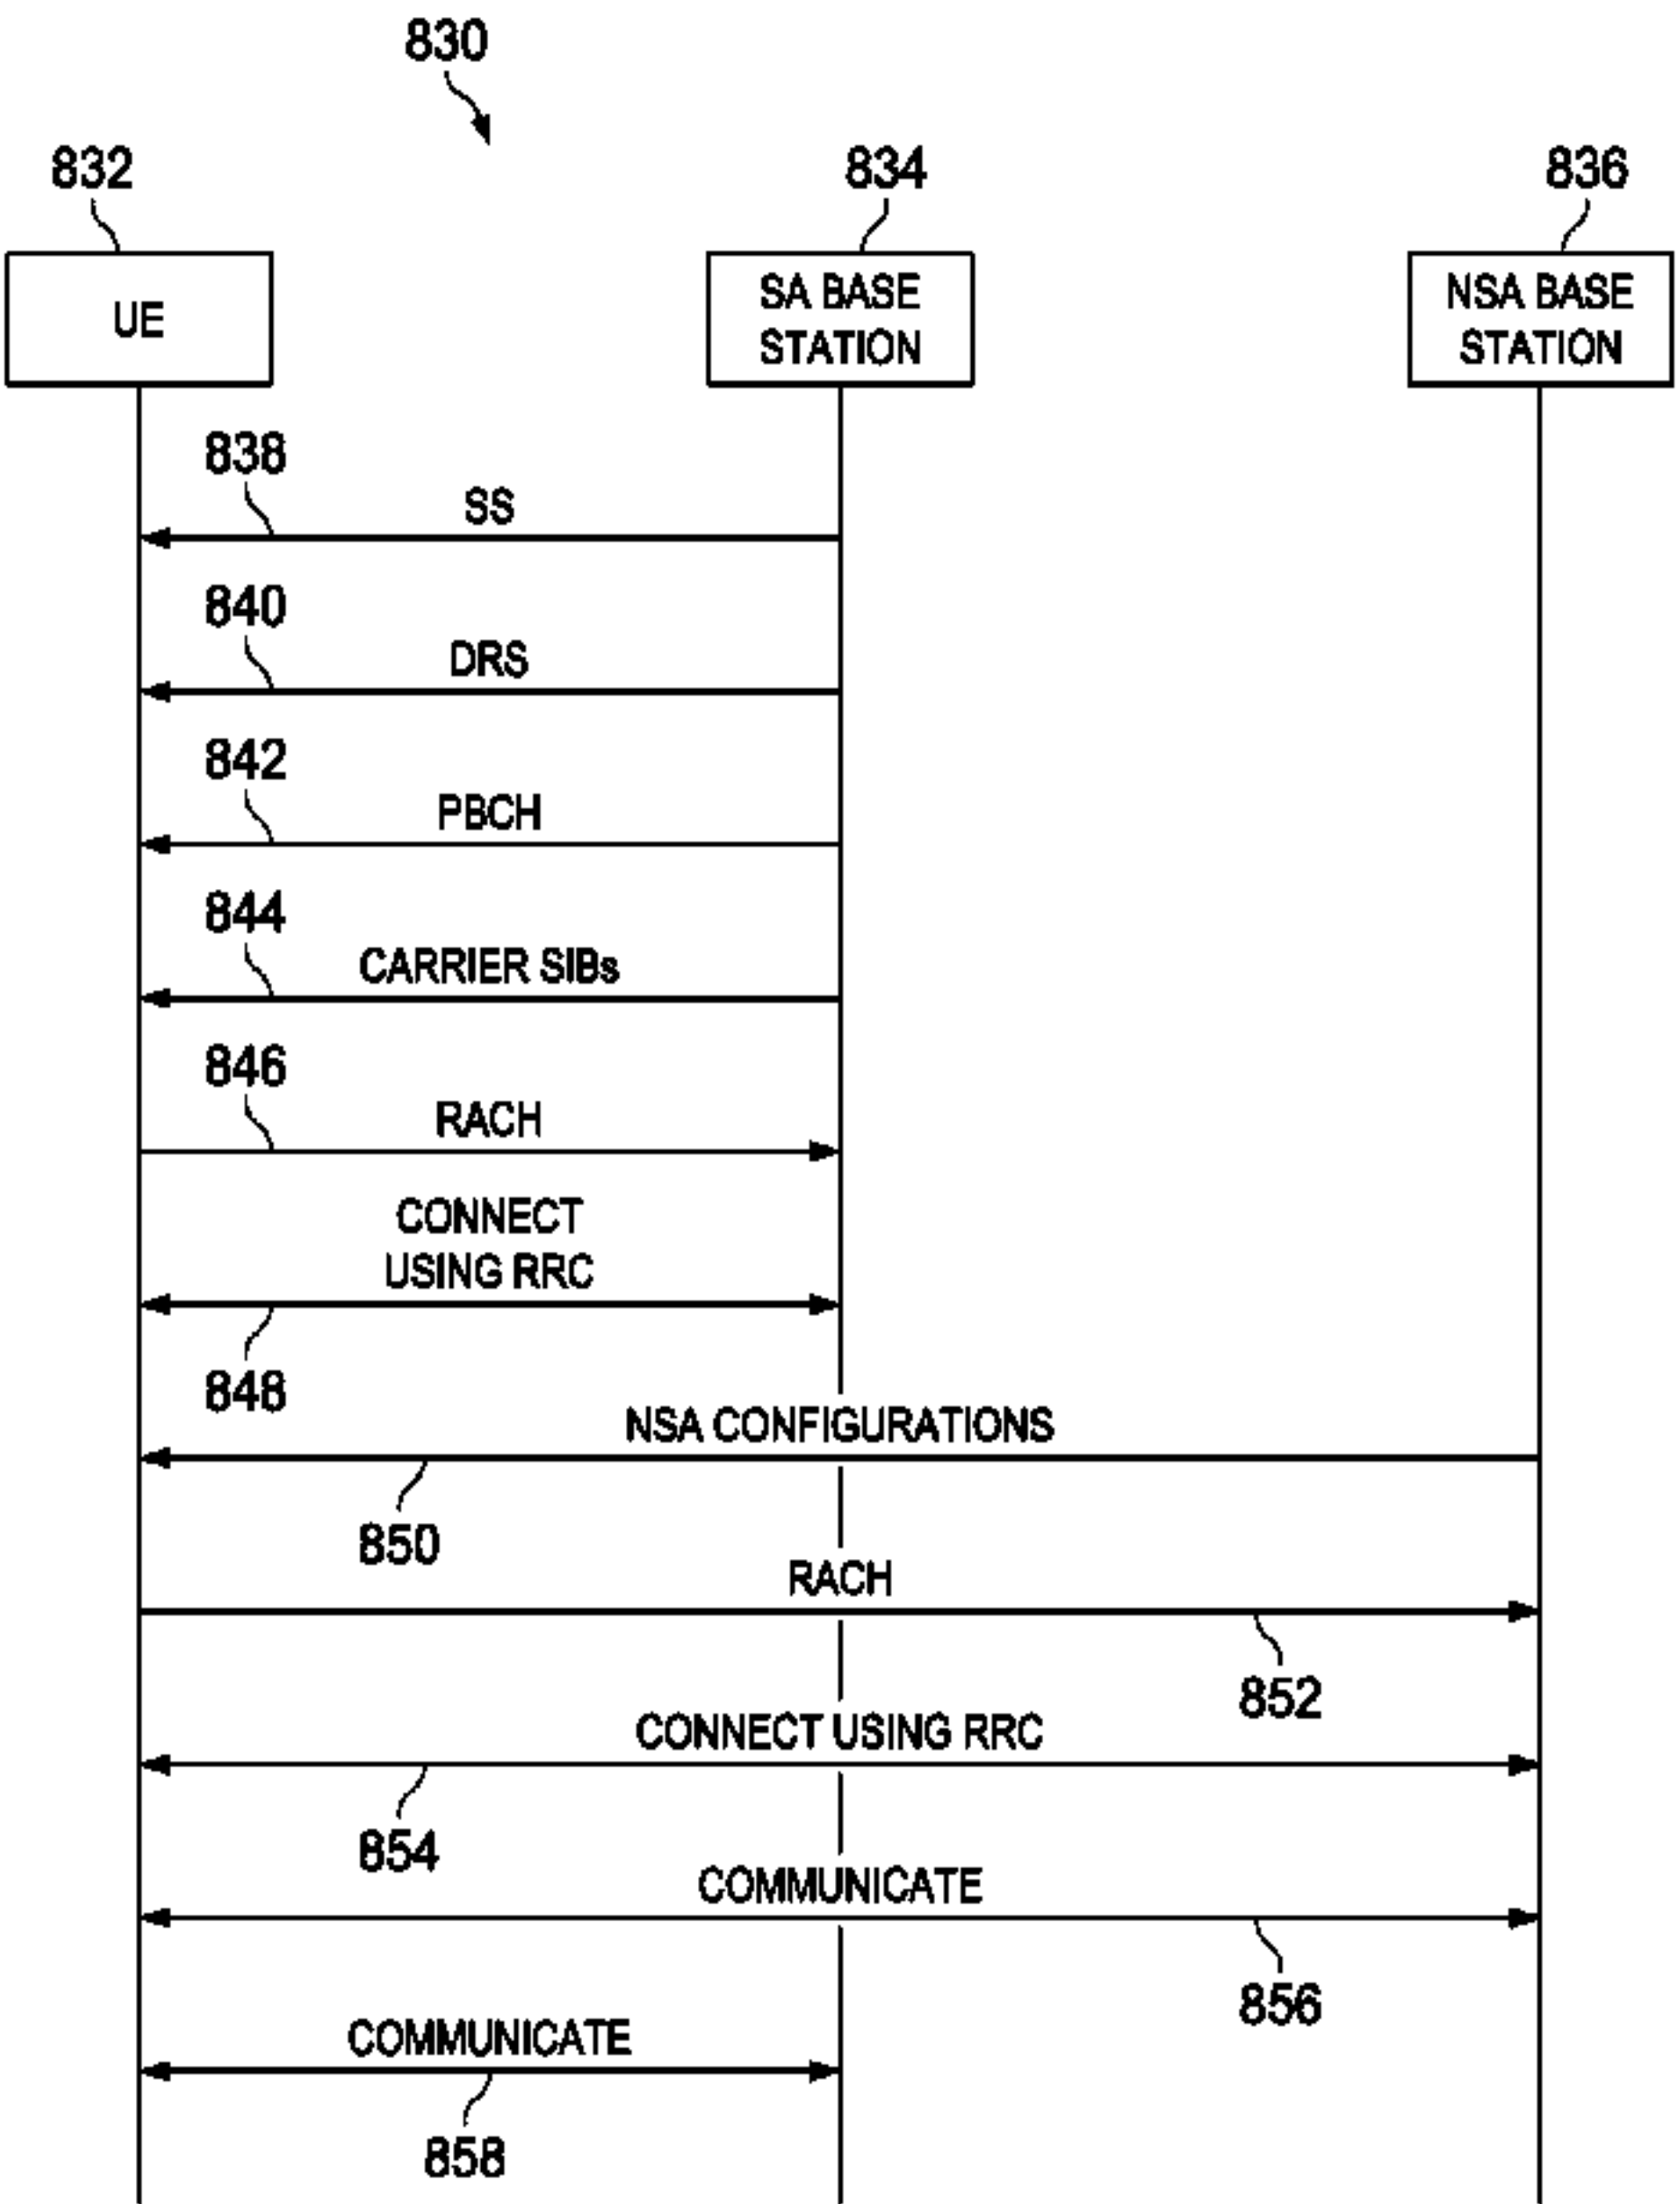 830
832
834
836
UE
SA BASE
STATION
NSA BASE
STATION
838
SS
840
DRS
842
PBCH
844
CARRIER SIBs
846
RACH
CONNECT
USING RRC
848
NSA CONFIGURATIONS
850
RACH
852
CONNECT USING RRC
854
COMMUNICATE
856
COMMUNICATE
858